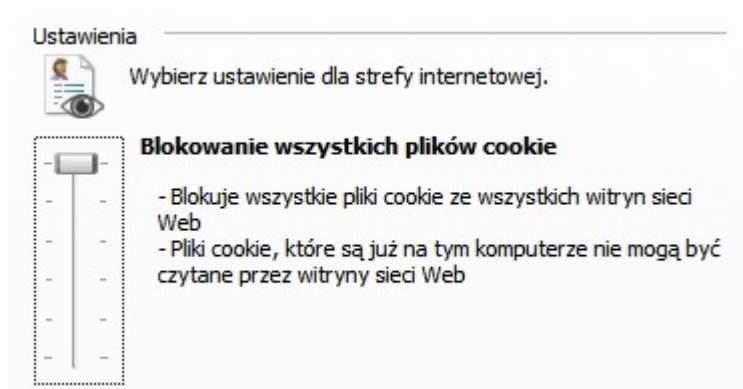 Ustawienia
Wybierz ustawienie dla strefy internetowej.
Blokowanie wszystkich plików cookie
- Blokuje wszystkie pliki cookie ze wszystkich witryn sieci
Web
- Pliki cookie, które są już na tym komputerze nie mogą być
czytane przez witryny sieci Web